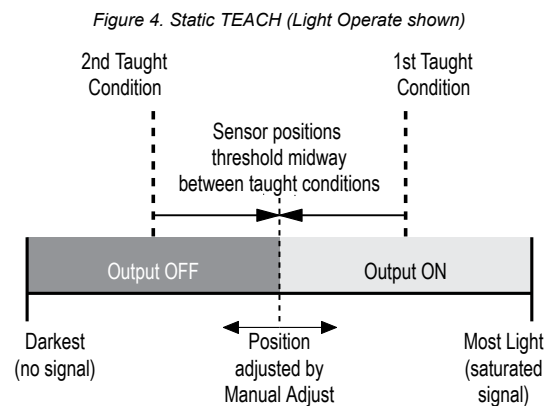 Figure 4. Static TEACH (Light Operate shown)
2nd Taught
Condition
1st Taught
Condition
Sensor positions
threshold midway
between taught conditions
Output OFF
Output ON
Darkest
(no signal)
Position
adjusted by
Manual Adjust
Most Light
(saturated
signal)